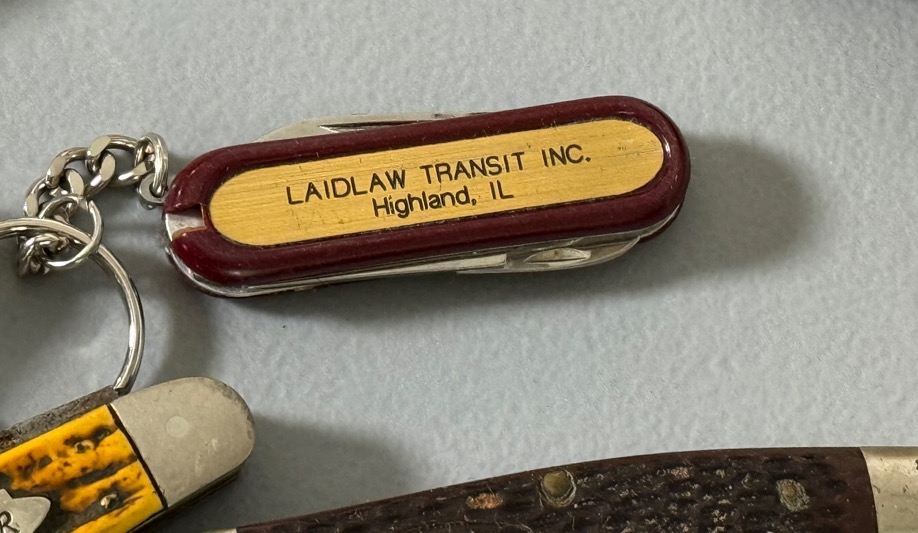 LAIDLAW TRANSIT INC.
Highland, IL